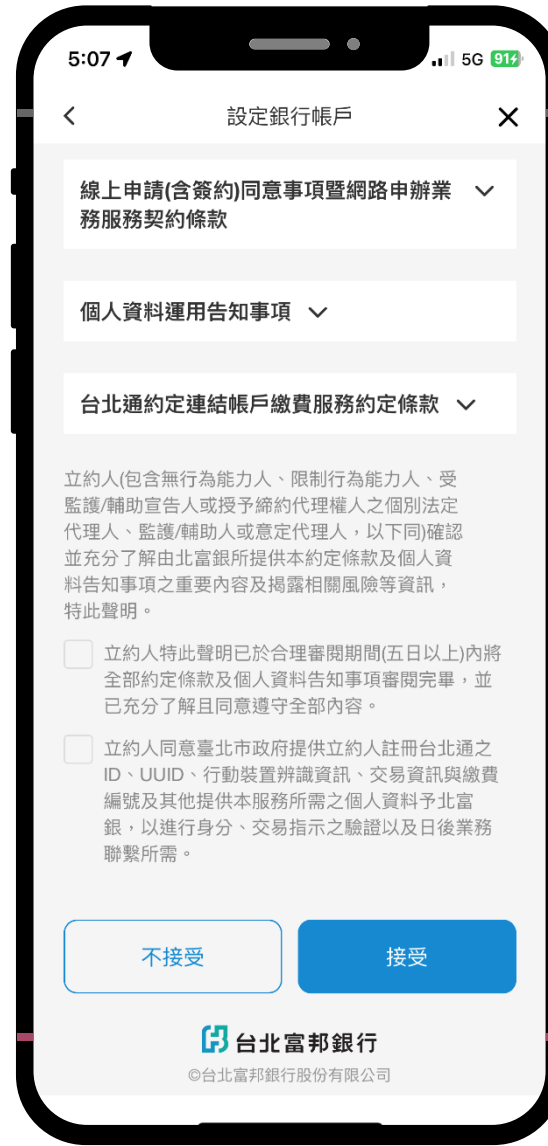 5:07
5G 91
設定銀行帳戶
線上申請(含簽約)同意事項暨網路申辦業
務服務契約條款
個人資料運用告知事項
台北通約定連結帳戶繳費服務約定條款
立約人(包含無行為能力人、限制行為能力人、受
監護/輔助宣告人或授予締約代理權人之個別法定
代理人、監護/輔助人或意定代理人，以下同)確認
並充分了解由北富銀所提供本約定條款及個人資
料告知事項之重要內容及揭露相關風險等資訊，
特此聲明。
立約人特此聲明已於合理審閱期間(五日以上)內將
全部約定條款及個人資料告知事項審閱完畢，並
已充分了解且同意遵守全部內容。
立約人同意臺北市政府提供立約人註冊台北通之
ID、UUID、行動裝置辨識資訊、交易資訊與繳費
編號及其他提供本服務所需之個人資料予北富
銀，以進行身分、交易指示之驗證以及日後業務
聯繫所需。
不接受
接受
台北富邦銀行
©台北富邦銀行股份有限公司